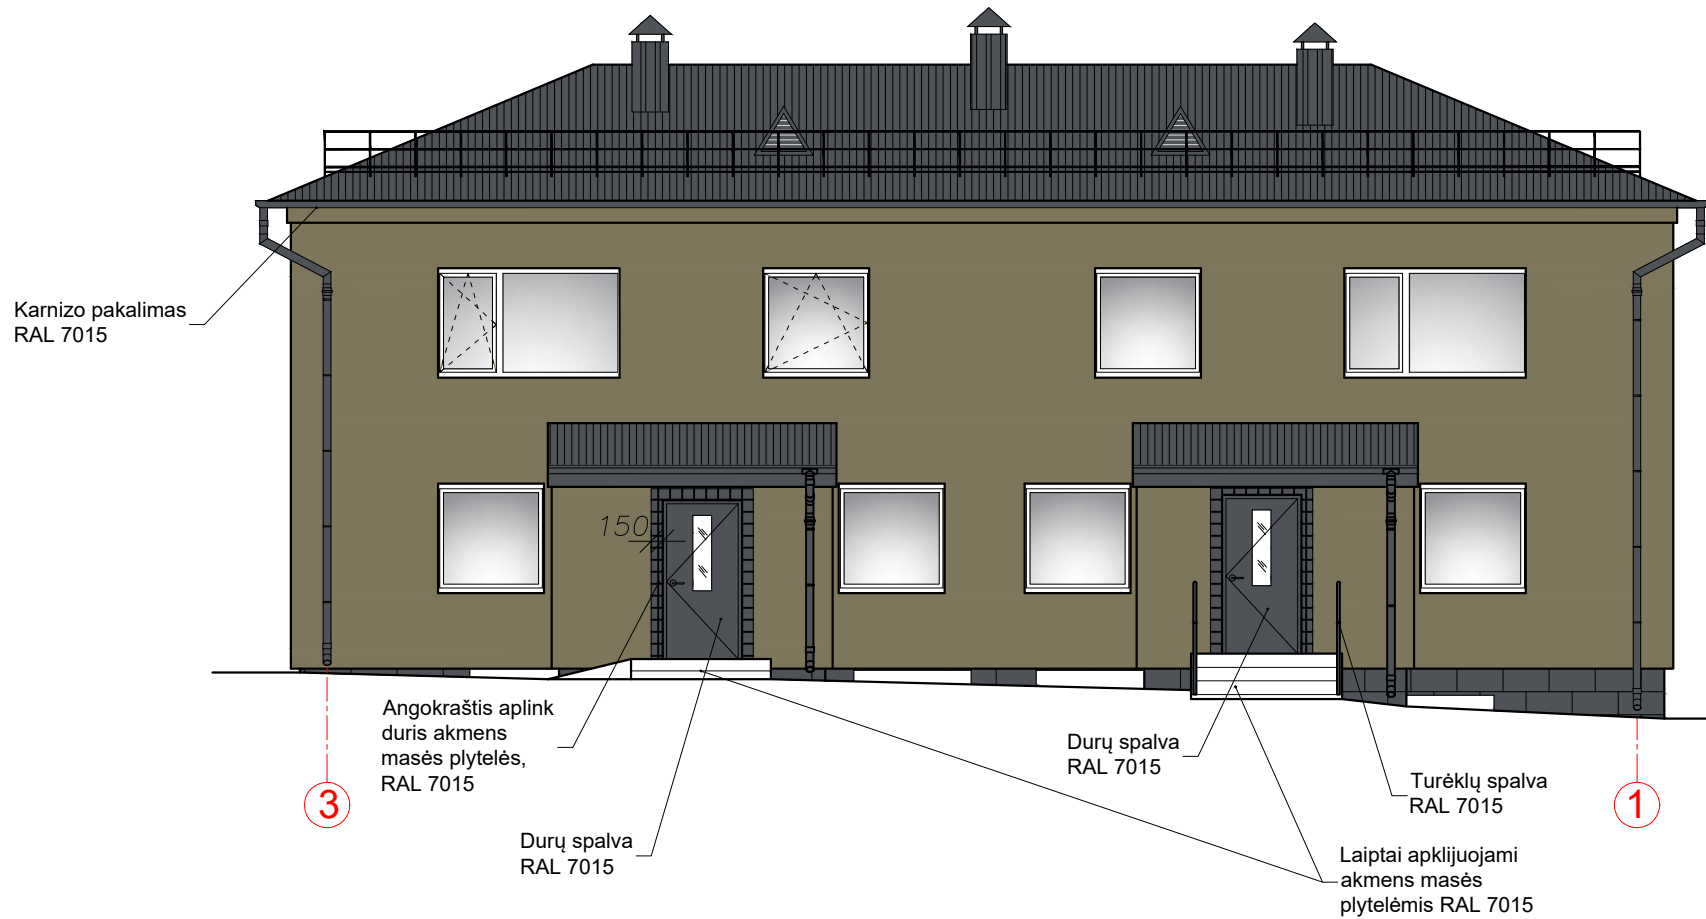 Karnizo pakalimas
RAL 7015
150
Angokraštis aplink
duris akmens
masės plytelės,
RAL 7015
Durų spalva
RAL 7015
Durų spalva
RAL 7015
Turėklų spalva
RAL 7015
Laiptai apklijuojami
akmens masės
plytelėmis RAL 7015
3
1